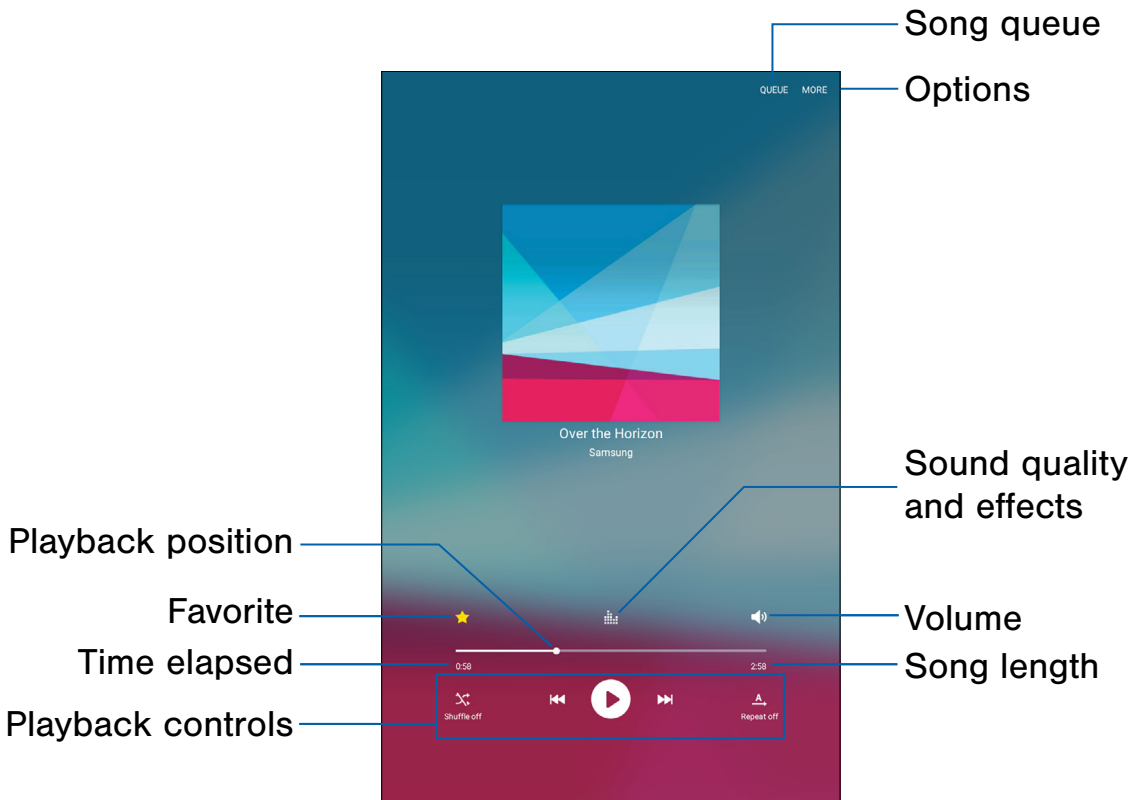 Song queue
QUEUE MORE
Options
Over the Horizon
Samsung
Sound quality
and effects
Playback position
Favorite
Volume
Time elapsed
0:58
2:58
Song length
Playback controls
Shuffle off
A
Repeat off